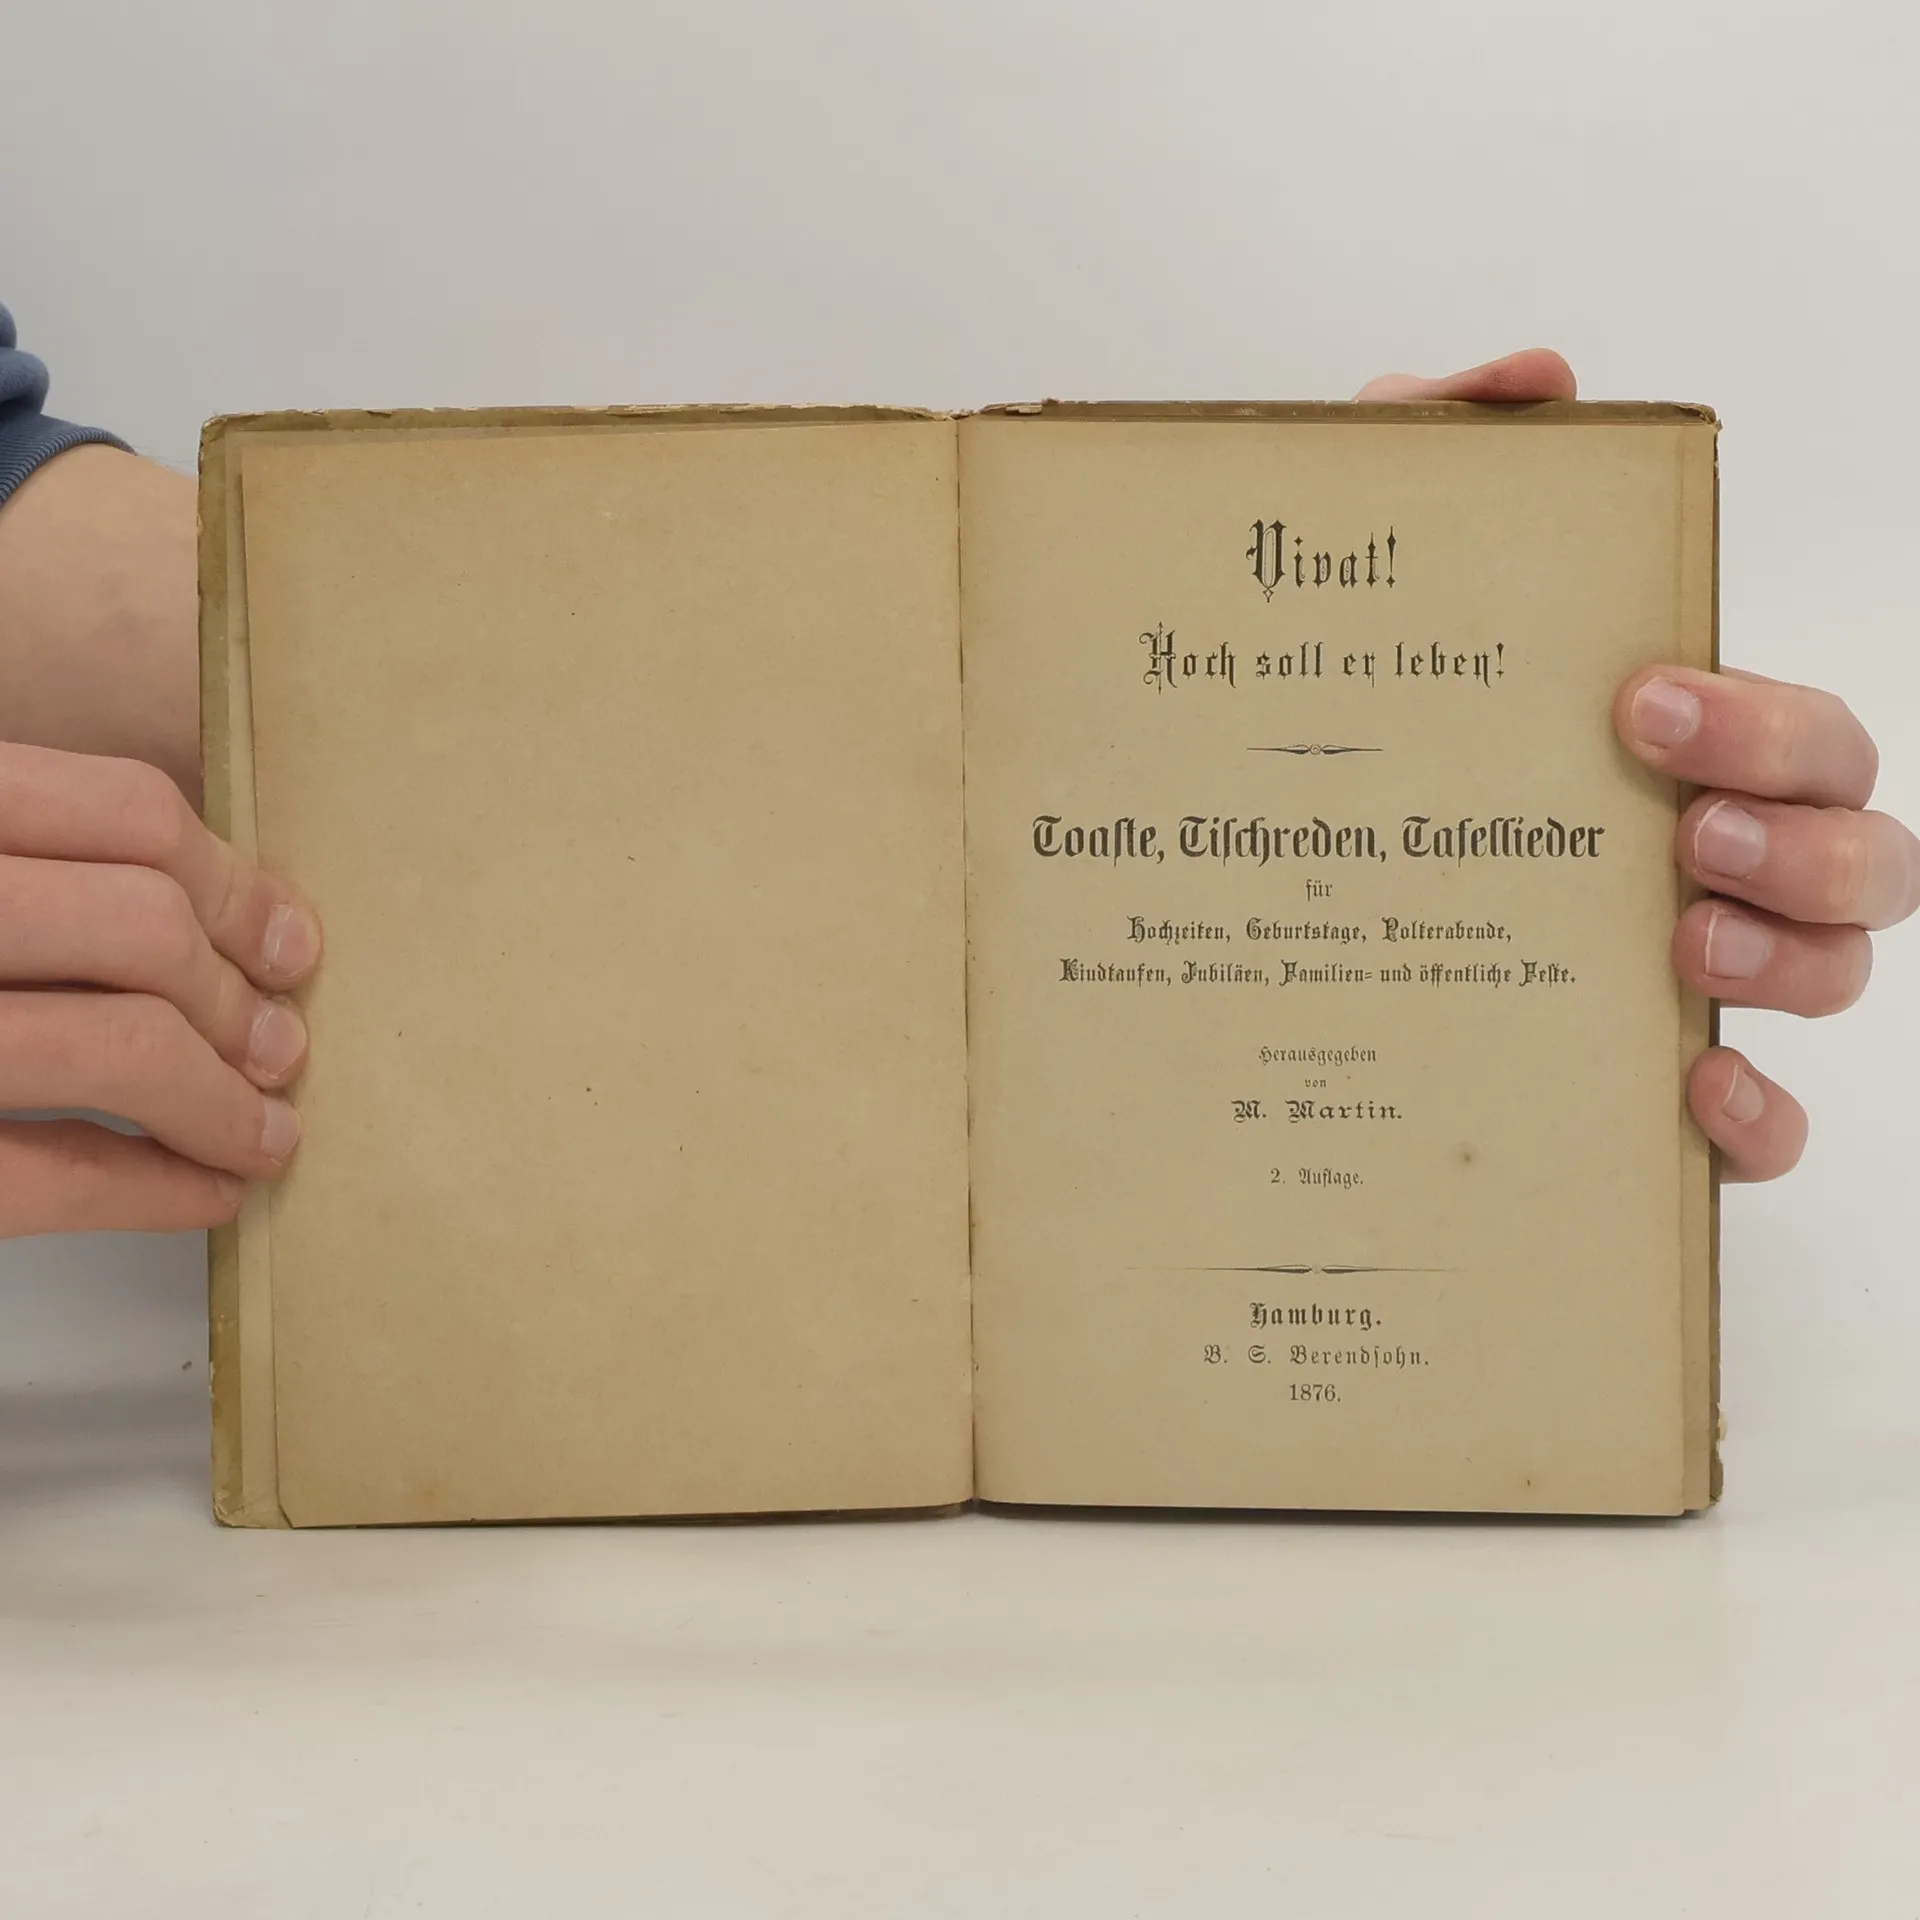 Vivat!
Hoch soll er leben!
Toaſte, Tiſchreden, Tafellieder
für
Hochzeiten, Geburtstage, Polterabende,
Kindtaufen, Jubiläen, Familien- und öffentliche Feſte.
Herausgegeben
von
M. Martin.
2. Auflage.
Hamburg.
B. S. Berendſohn.
1876.